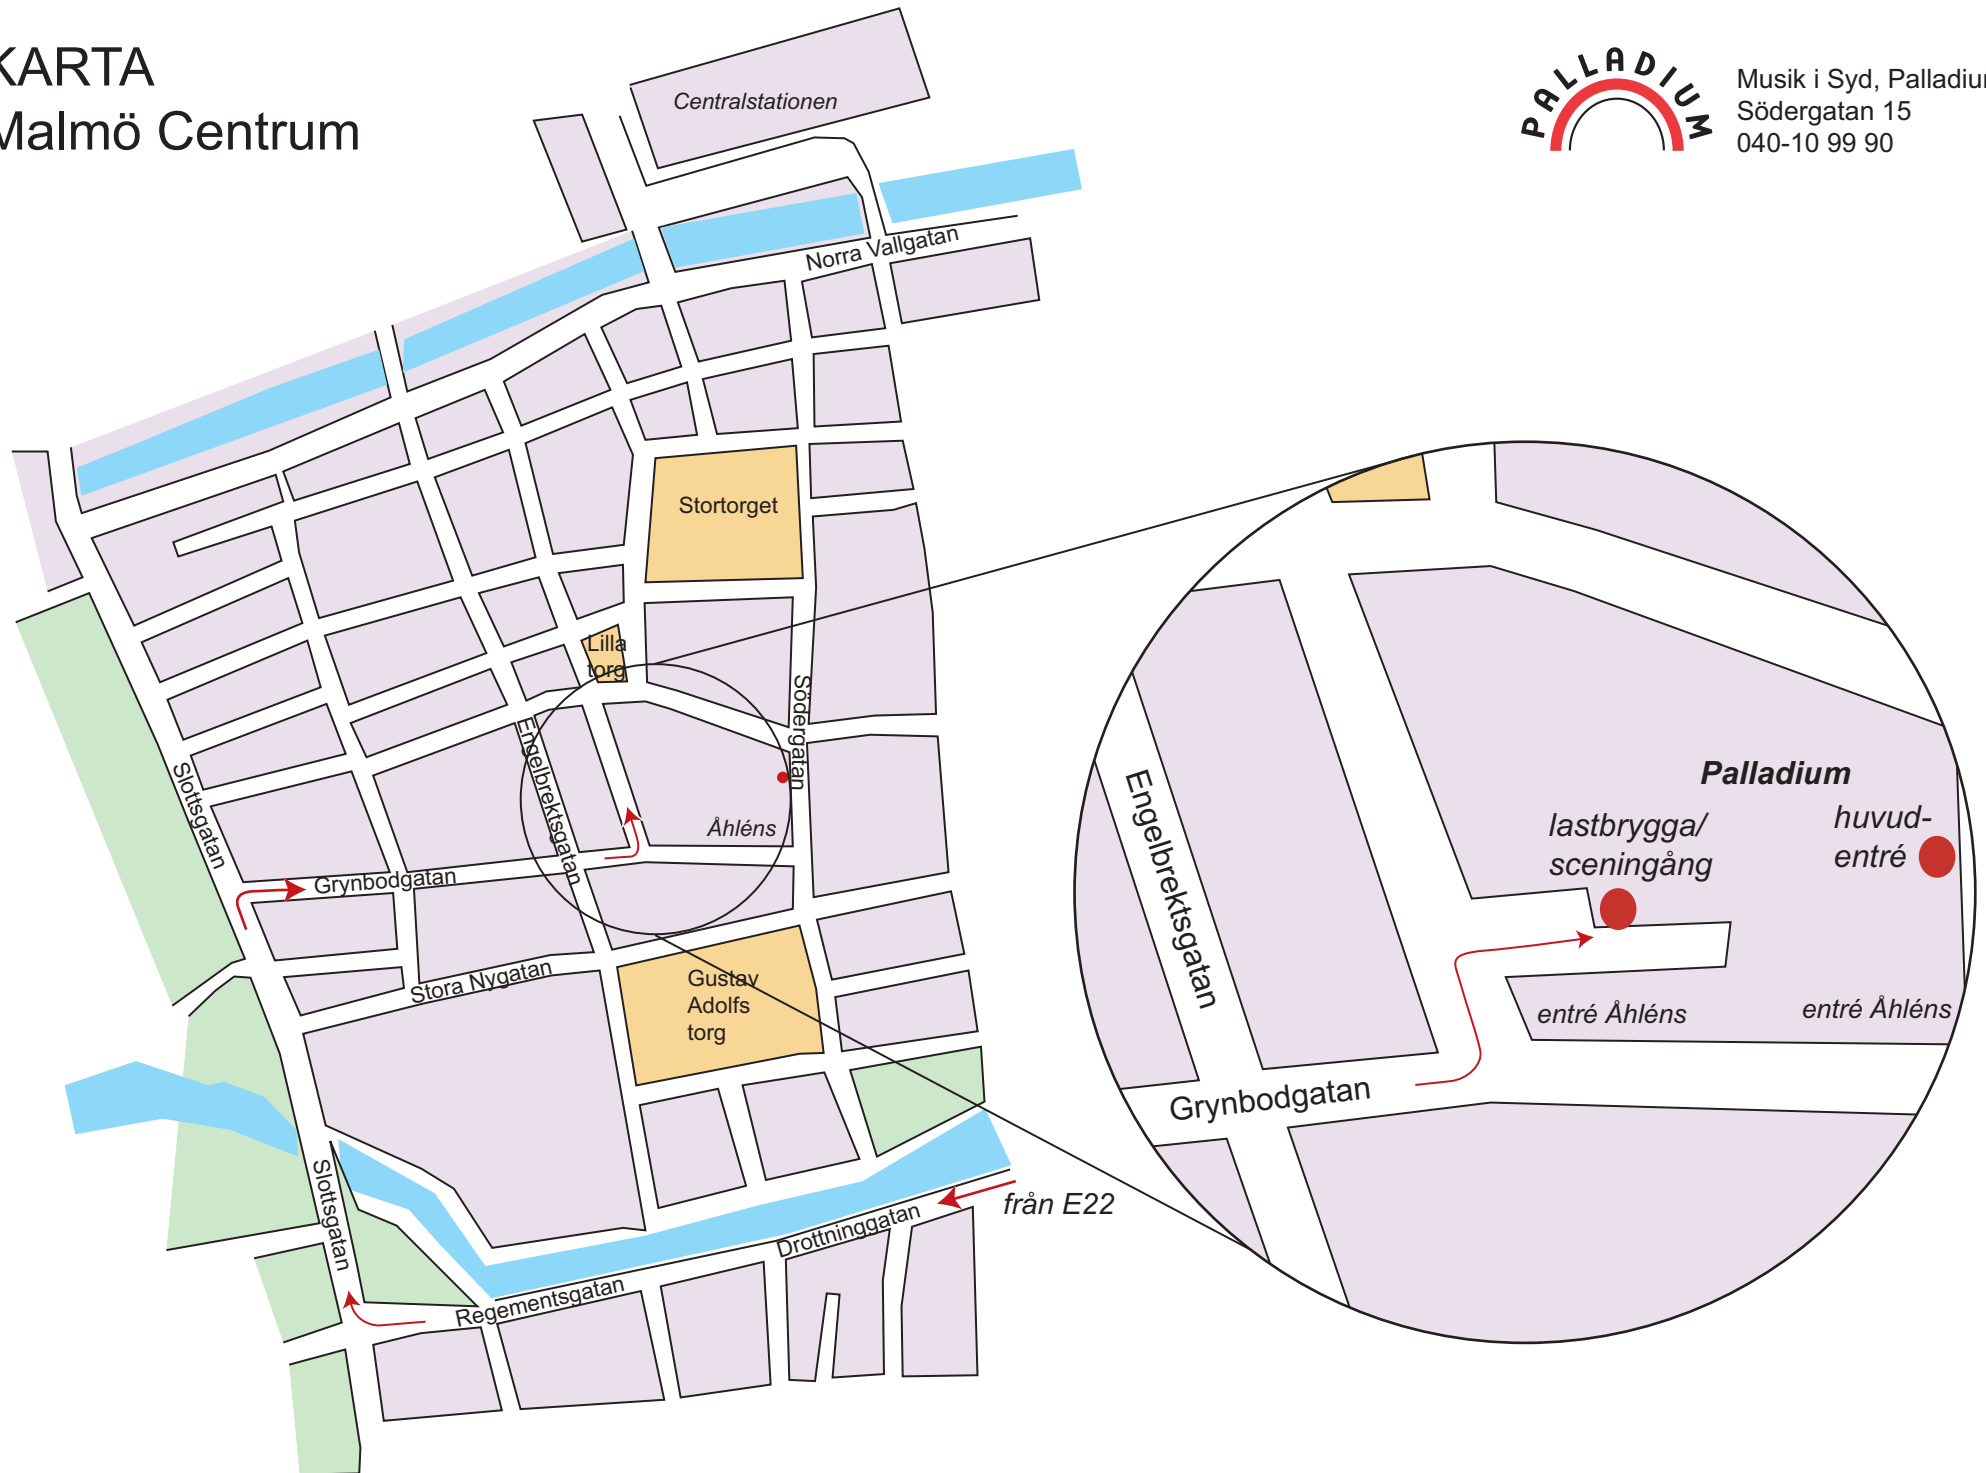 KARTA
Malmö Centrum
PALLADIUM
Musik i Syd, Palladium
Södergatan 15
040-10 99 90
Centralstationen
Norra Vallgatan
Stortorget
Lilla
torg
Södergatan
Engelbrektsgatan
Slottsgatan
Åhléns
Grynbodgatan
Stora Nygatan
Gustav
Adolfs
torg
Slottsgatan
från E22
Drottninggatan
Regementsgatan
Palladium
lastbrygga/
sceningång
huvud-
entré
Engelbrektsgatan
entré Åhléns
entré Åhléns
Grynbodgatan